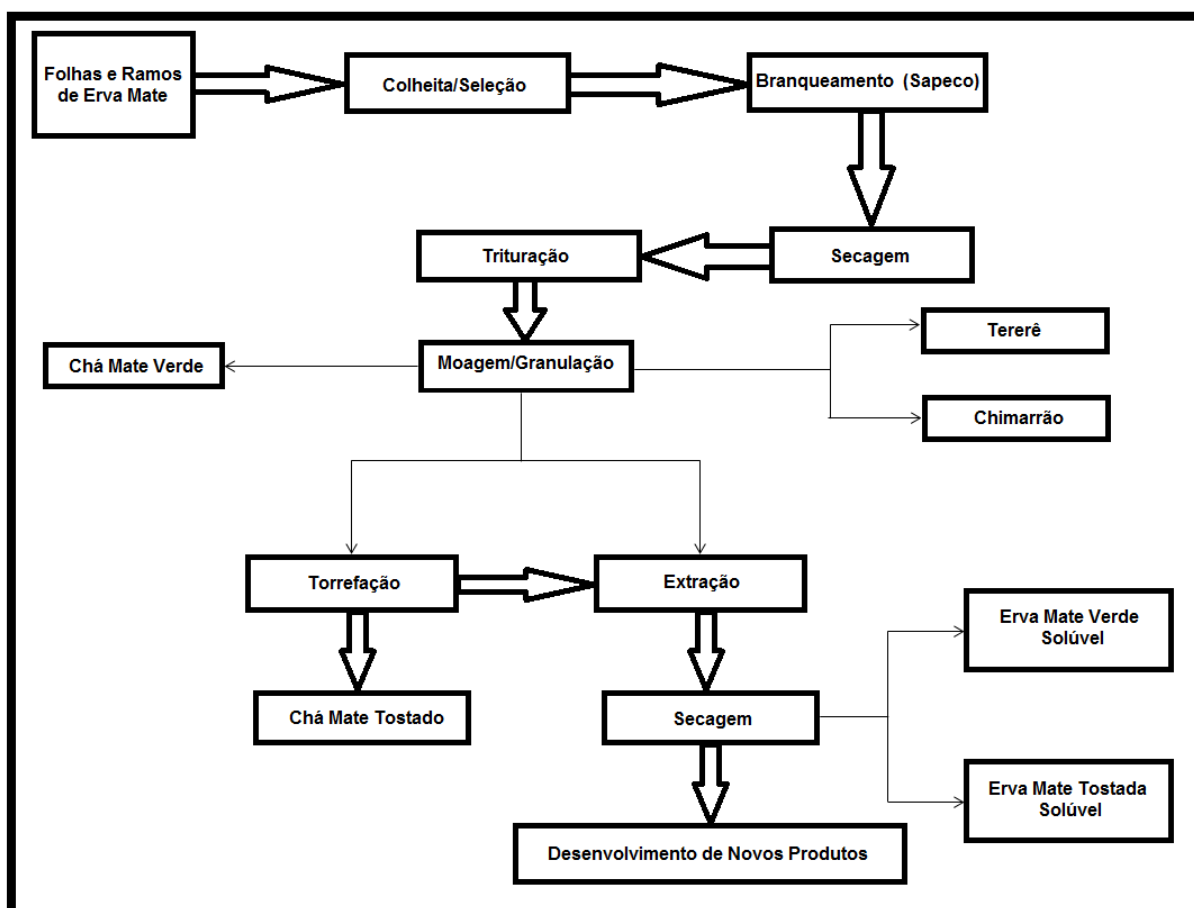 Folhas e Ramos
de Erva Mate
Colheita/Seleção
Branqueamento (Sapeco)
Secagem
Trituração
Moagem/Granulação
Chá Mate Verde
Tererê
Chimarrão
Torrefação
Extração
Chá Mate Tostado
Secagem
Erva Mate Verde
Solúvel
Erva Mate Tostada
Solúvel
Desenvolvimento de Novos Produtos